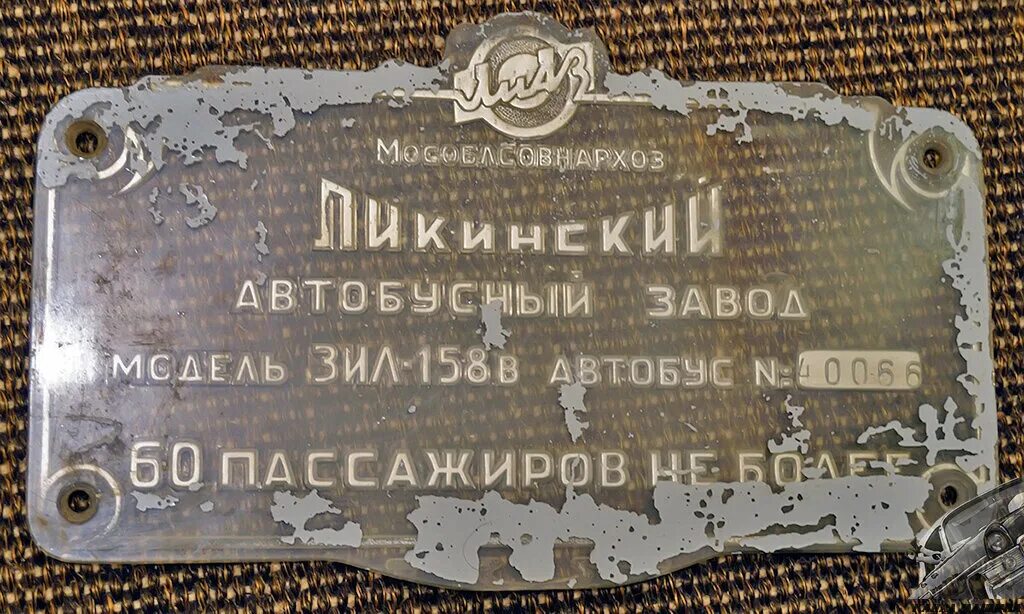 ЛиАЗ
МОСОБЛСОВНАРХОЗ
ЛИКИНСКИЙ
АВТОБУСНЫЙ ЗАВОД
МОДЕЛЬ ЗИЛ-158В АВТОБУС №40066
60 ПАССАЖИРОВ НЕ БОЛЕЕ